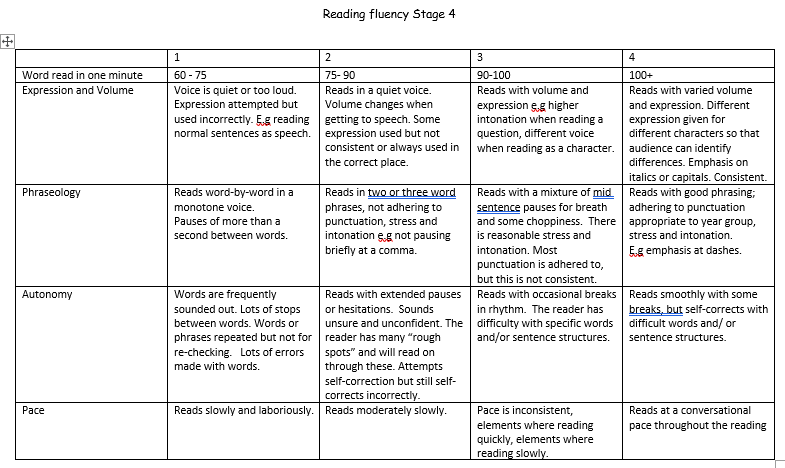 Reading fluency Stage 4
1 2 3 4
Word read in one minute 60 - 75 75- 90 90-100 100+
Expression and Volume
Voice is quiet or too loud.
Expression attempted but
used incorrectly. E.g reading
normal sentences as speech.
Reads in a quiet voice.
Volume changes when
getting to speech. Some
expression used but not
consistent or always used in
the correct place.
Reads with volume and
expression e.g higher
intonation when reading a
question, different voice
when reading as a character.
Reads with varied volume
and expression. Different
expression given for
different characters so that
audience can identify
differences. Emphasis on
italics or capitals. Consistent.
Phraseology
Reads word-by-word in a
monotone voice.
Pauses of more than a
second between words.
Reads in two or three word
phrases, not adhering to
punctuation, stress and
intonation e.g not pausing
briefly at a comma.
Reads with a mixture of mid
sentence pauses for breath
and some choppiness. There
is reasonable stress and
intonation. Most
punctuation is adhered to,
but this is not consistent.
Reads with good phrasing;
adhering to punctuation
appropriate to year group,
stress and intonation.
E.g emphasis at dashes.
Autonomy
Words are frequently
sounded out. Lots of stops
between words. Words or
phrases repeated but not for
re-checking. Lots of errors
made with words.
Reads with extended pauses
or hesitations. Sounds
unsure and unconfident. The
reader has many “rough
spots” and will read on
through these. Attempts
self-correction but still self-
corrects incorrectly.
Reads with occasional breaks
in rhythm. The reader has
difficulty with specific words
and/or sentence structures.
Reads smoothly with some
breaks, but self-corrects with
difficult words and/ or
sentence structures.
Pace
Reads slowly and laboriously.
Reads moderately slowly.
Pace is inconsistent,
elements where reading
quickly, elements where
reading slowly.
Reads at a conversational
pace throughout the reading